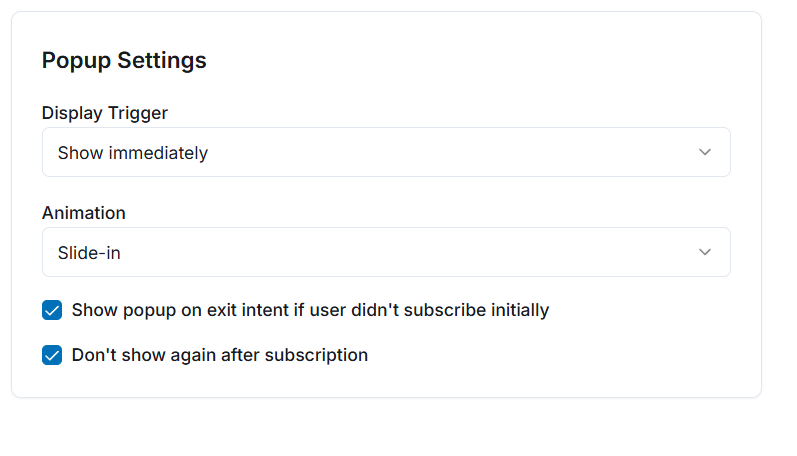 Popup Settings
Display Trigger
Show immediately
Animation
Slide-in
Show popup on exit intent if user didn't subscribe initially
Don't show again after subscription